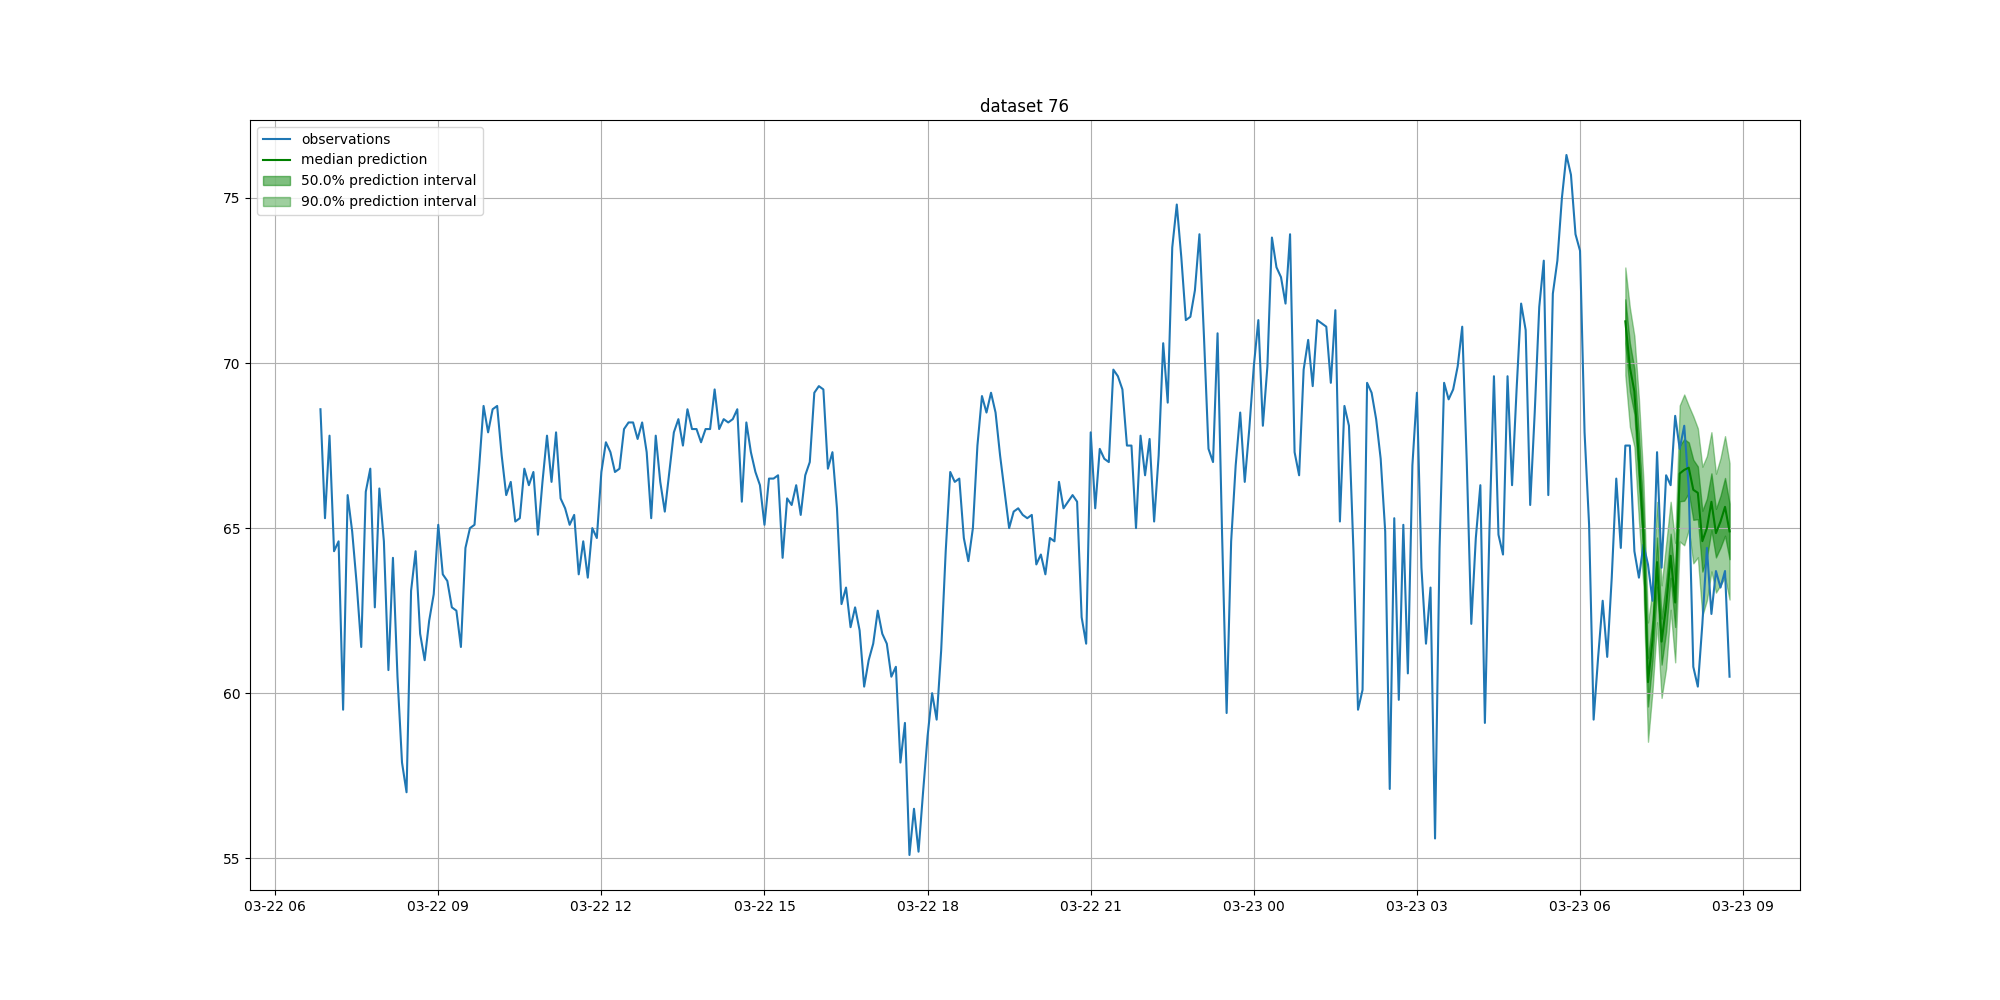 dataset 76
observations
median prediction
50.0% prediction interval
90.0% prediction interval
75
70
65
60
55
03-22 06 03-22 09 03-22 12 03-22 15 03-22 18 03-22 21 03-23 00 03-23 03 03-23 06 03-23 09